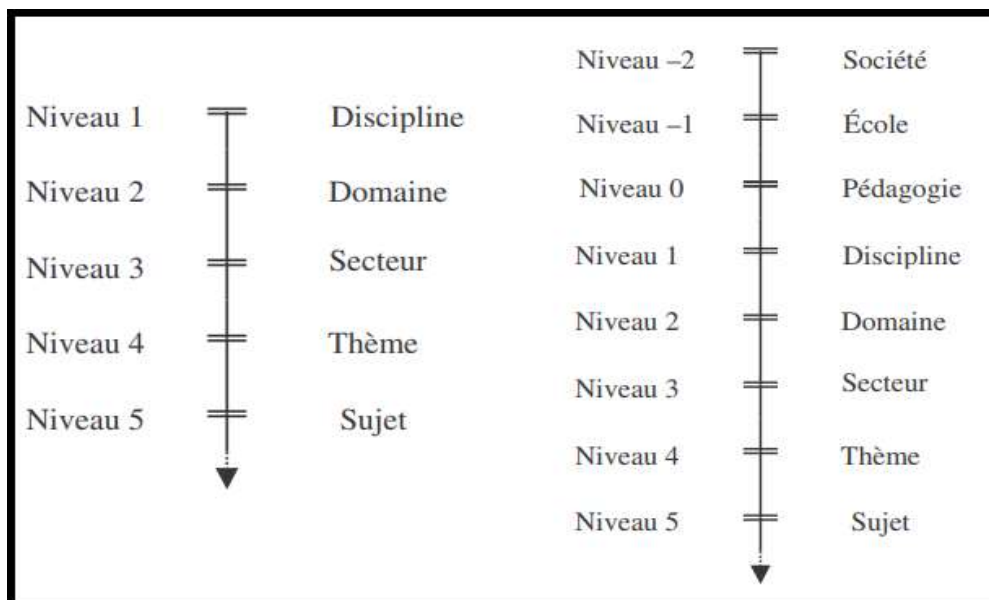 Niveau 1 Discipline
Niveau 2 Domaine
Niveau 3 Secteur
Niveau 4 Thème
Niveau 5 Sujet
Niveau –2 Société
Niveau –1 École
Niveau 0 Pédagogie
Niveau 1 Discipline
Niveau 2 Domaine
Niveau 3 Secteur
Niveau 4 Thème
Niveau 5 Sujet